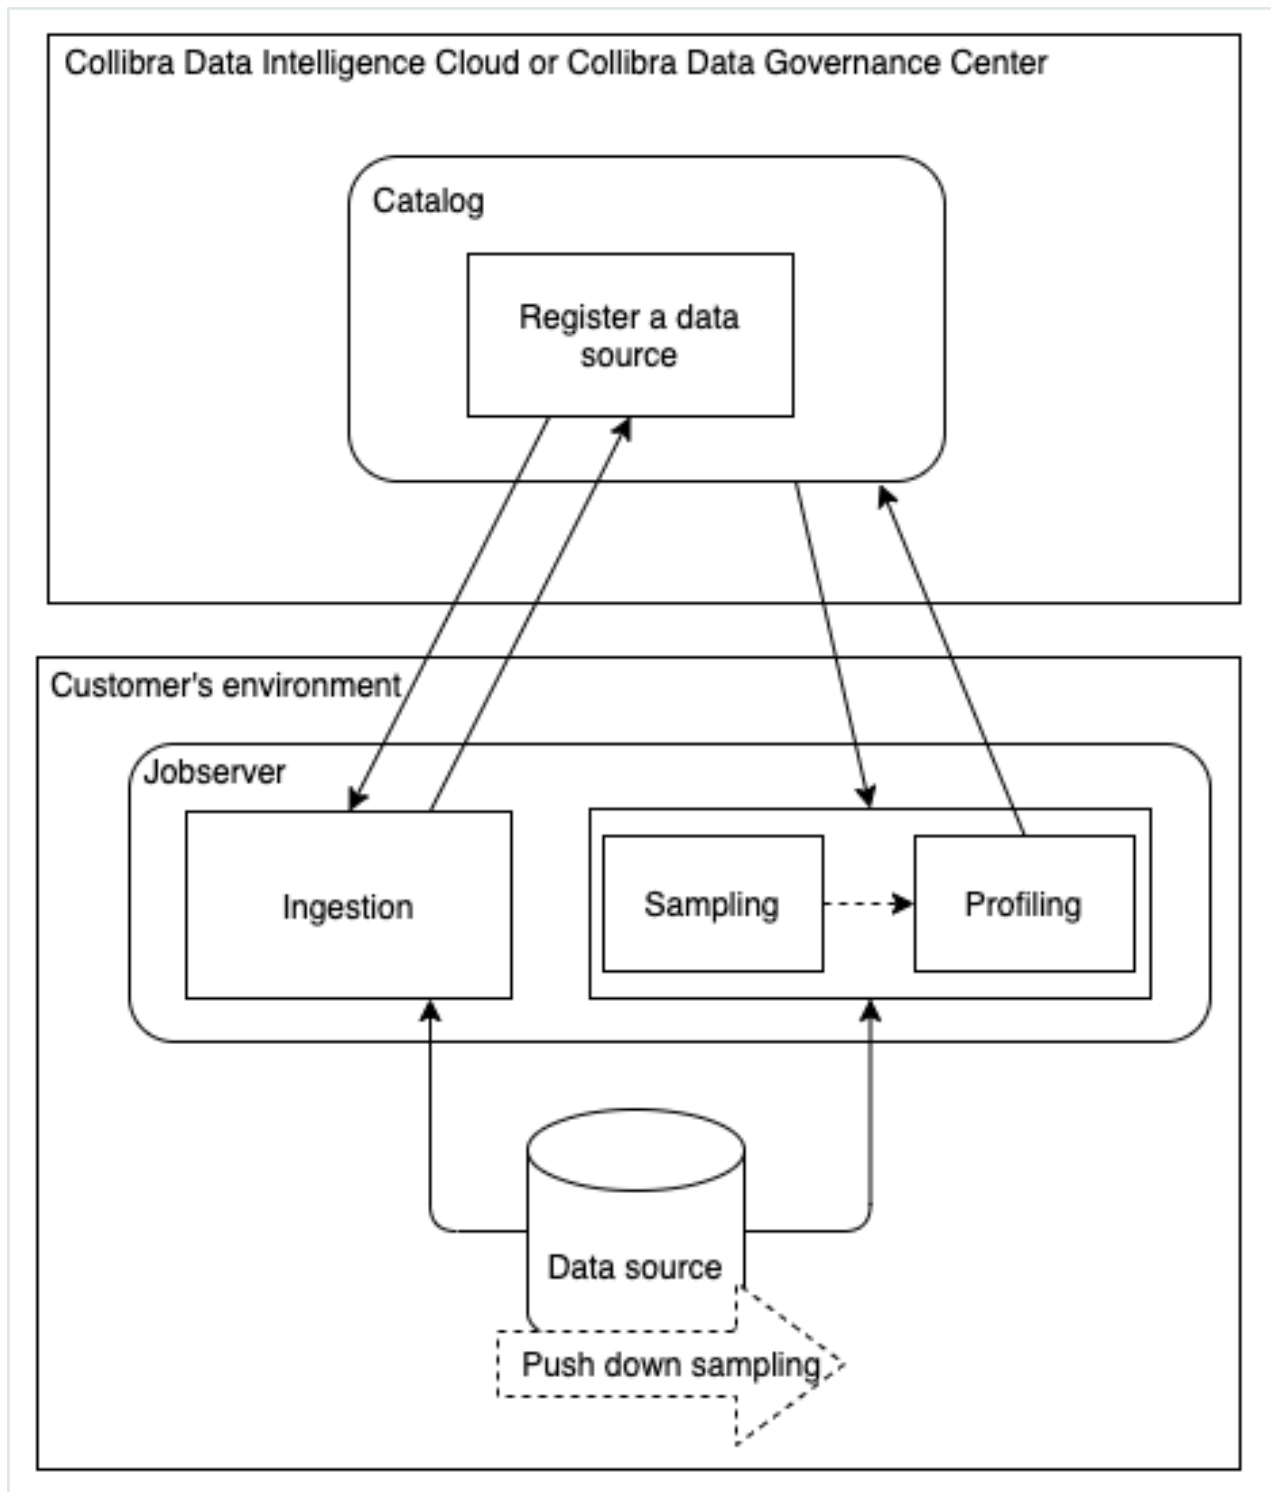 Collibra Data Intelligence Cloud or Collibra Data Governance Center
Catalog
Register a data
source
Customer's environment
Jobserver
Ingestion
Sampling
Profiling
Data source
Push down sampling